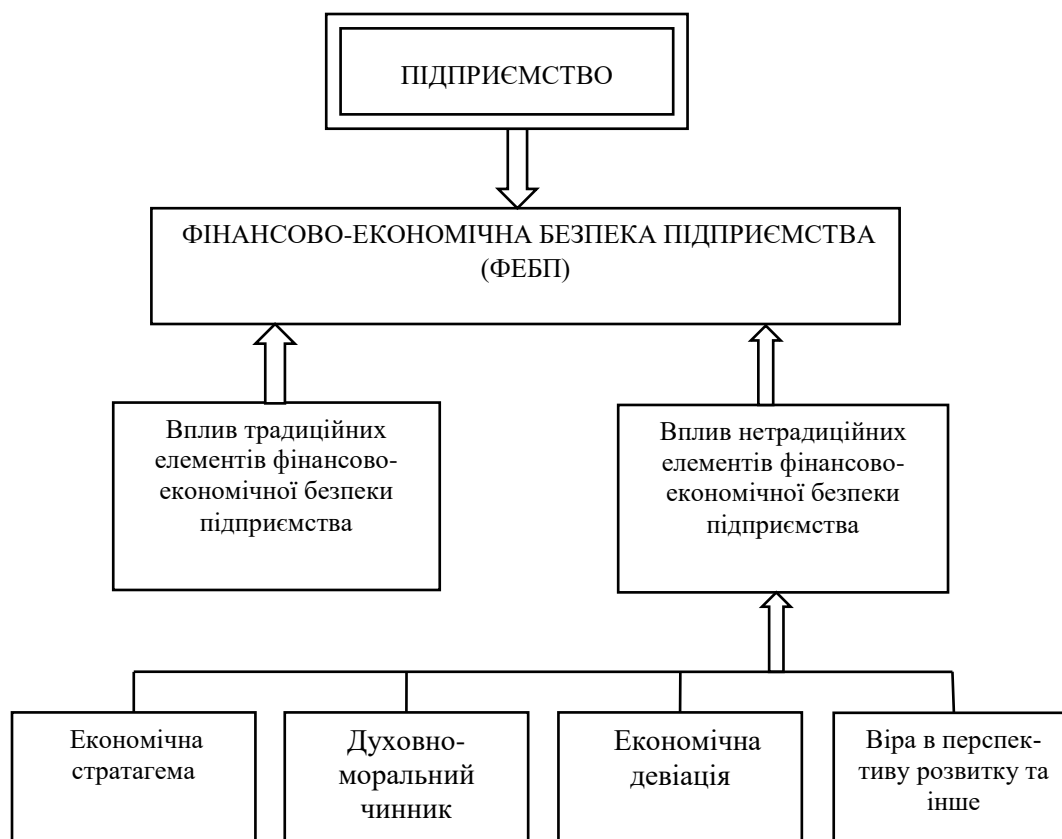 ПІДПРИЄМСТВО
ФІНАНСОВО-ЕКОНОМІЧНА БЕЗПЕКА ПІДПРИЄМСТВА
(ФЕБП)
Вплив традиційних
елементів фінансово-
економічної безпеки
підприємства
Вплив нетрадиційних
елементів фінансово-
економічної безпеки
підприємства
Економічна
стратагема
Духовно-
моральний
чинник
Економічна
девіація
Віра в перспек-
тиву розвитку та
інше